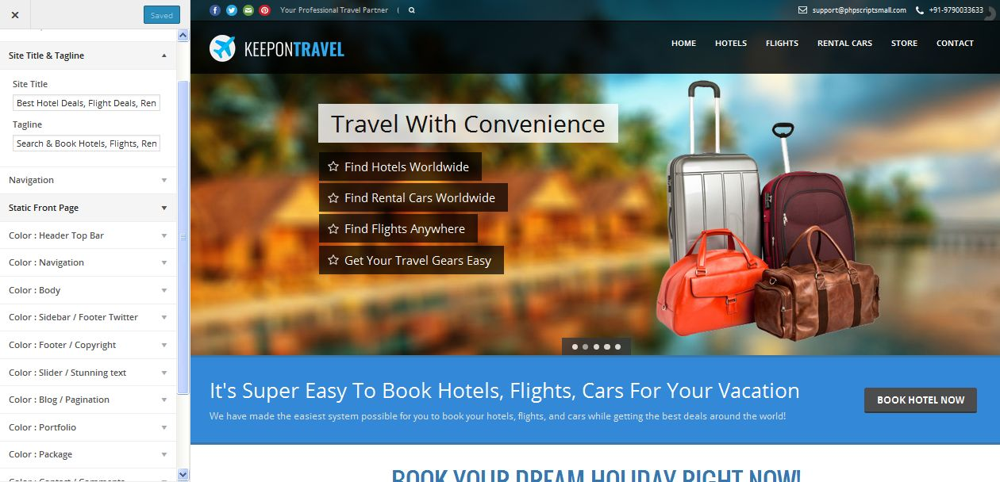 Saved
Site Title & Tagline
Site Title
Best Hotel Deals, Flight Deals, Ren
Tagline
Search & Book Hotels, Flights, Ren
Navigation
Static Front Page
Color : Header Top Bar
Color : Navigation
Color : Body
Color : Sidebar / Footer Twitter
Color : Footer / Copyright
Color : Slider / Stunning text
Color : Blog / Pagination
Color : Portfolio
Color : Package
Color : Contact / Comments
Your Professional Travel Partner |
support@phpscriptsmall.com
+91-9790033633
KEEPONTRAVEL
HOME HOTELS FLIGHTS RENTAL CARS STORE CONTACT
Travel With Convenience
Find Hotels Worldwide
Find Rental Cars Worldwide
Find Flights Anywhere
Get Your Travel Gears Easy
It's Super Easy To Book Hotels, Flights, Cars For Your Vacation
We have made the easiest system possible for you to book your hotels, flights, and cars while getting the best deals around the world!
BOOK HOTEL NOW
BOOK YOUR DREAM HOLIDAY RIGHT NOW!